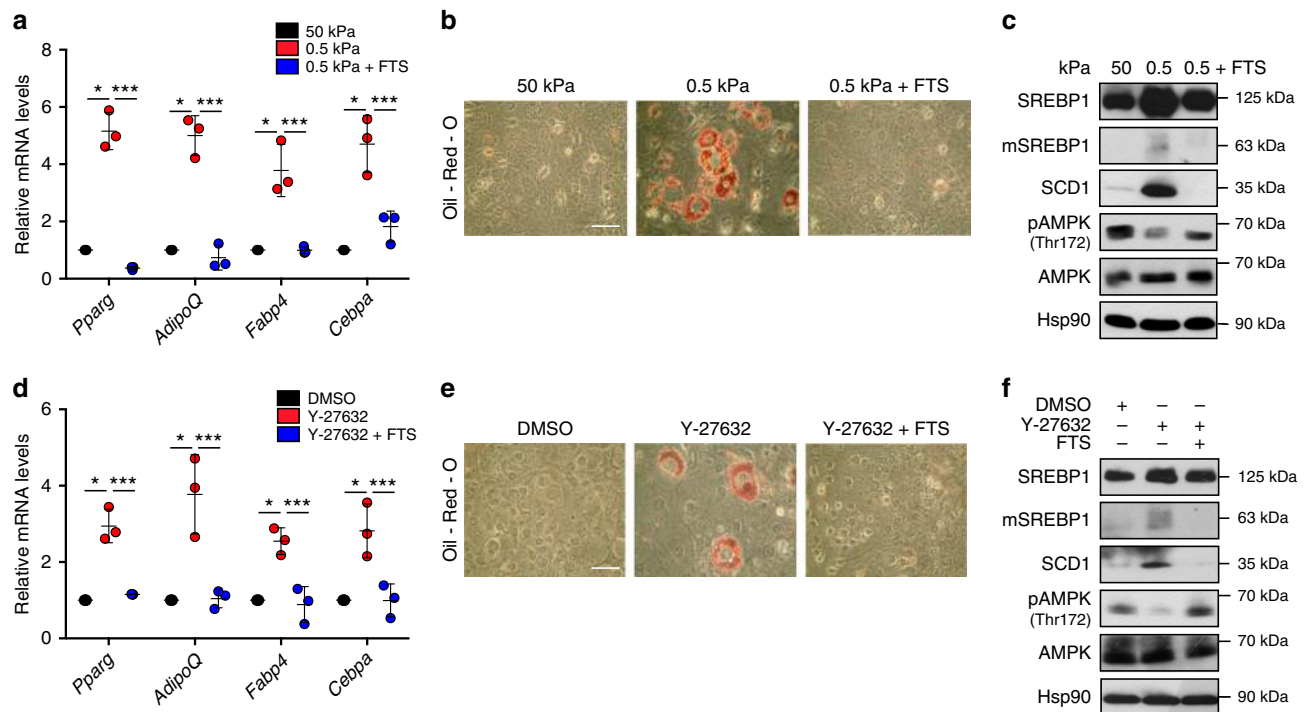 a
50 kPa
0.5 kPa
0.5 kPa + FTS
Relative mRNA levels
8
6
4
2
0
* *** * *** * *** * ***
Pparg AdipoQ Fabp4 Cebpa
b
50 kPa 0.5 kPa 0.5 kPa + FTS
Oil - Red - O
c
kPa 50 0.5 0.5 + FTS
SREBP1 125 kDa
mSREBP1 63 kDa
SCD1 35 kDa
pAMPK 70 kDa
(Thr172)
AMPK 70 kDa
Hsp90 90 kDa
d
DMSO
Y-27632
Y-27632 + FTS
Relative mRNA levels
6
4
2
0
* *** * *** * *** * ***
Pparg AdipoQ Fabp4 Cebpa
e
DMSO Y-27632 Y-27632 + FTS
Oil - Red - O
f
DMSO + – –
Y-27632 – + +
FTS – – +
SREBP1 125 kDa
mSREBP1 63 kDa
SCD1 35 kDa
pAMPK 70 kDa
(Thr172)
AMPK 70 kDa
Hsp90 90 kDa